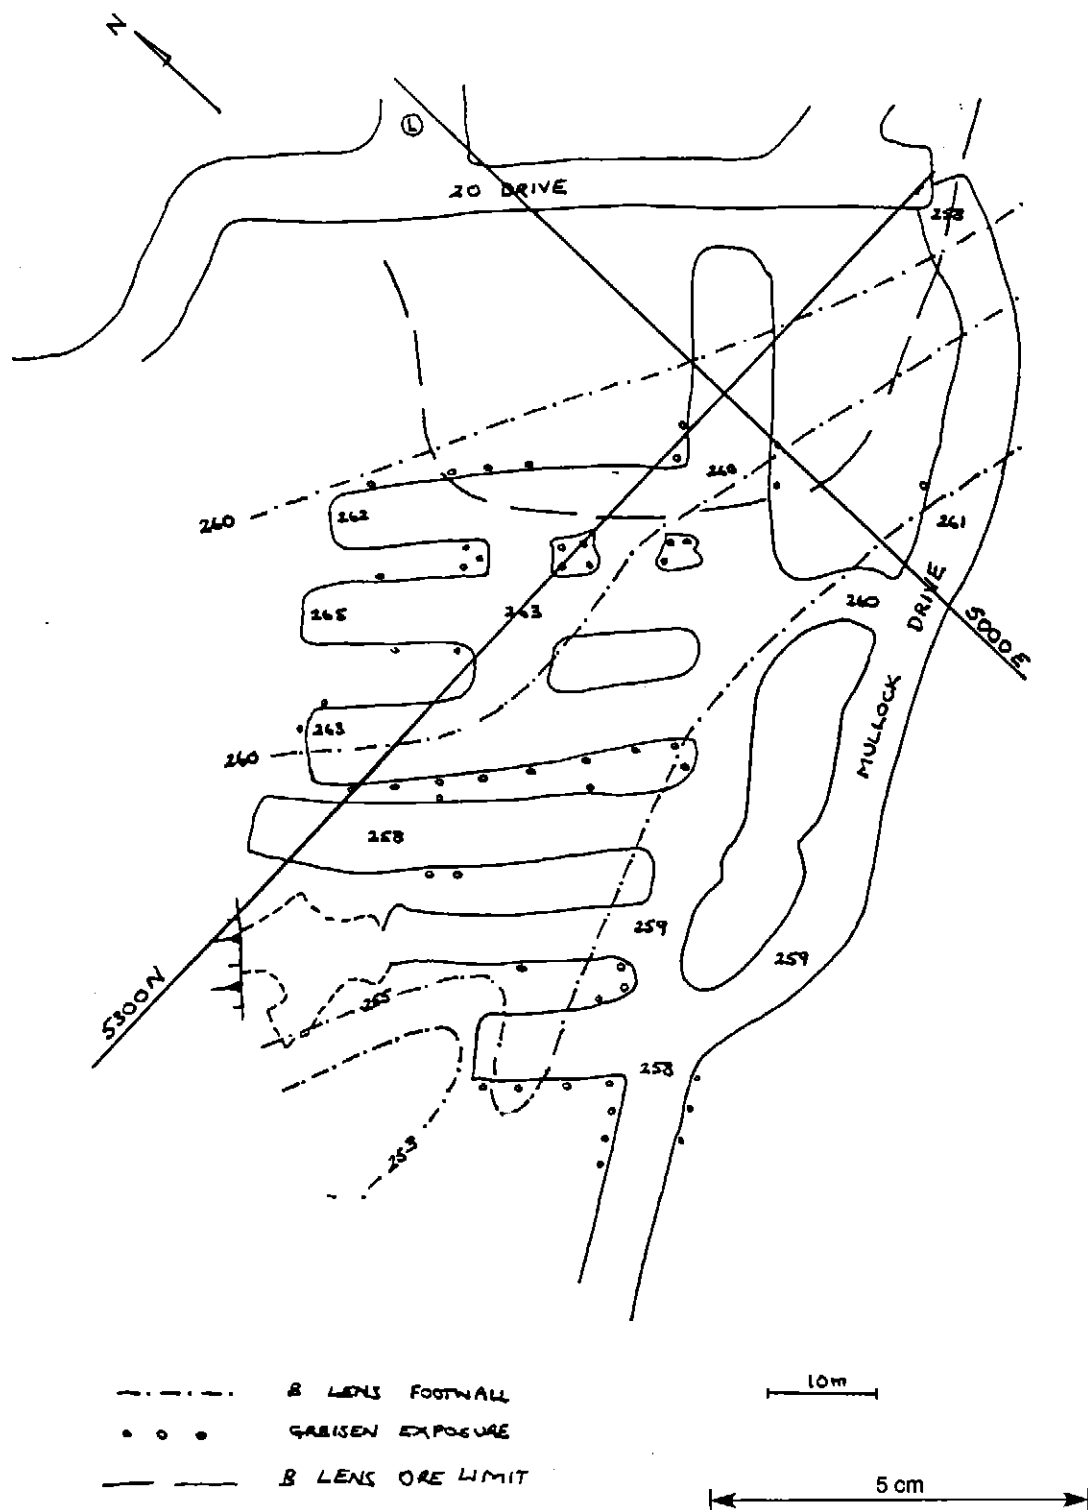 N
L
20 DRIVE
258
260
260
262
261
265
263
260
DRIVE
5000E
MULLOCK
263
260
258
259
259
5300N
255
258
253
B LENS FOOTWALL
10m
GREISEN EXPOSURE
B LENS ORE LIMIT
5 cm